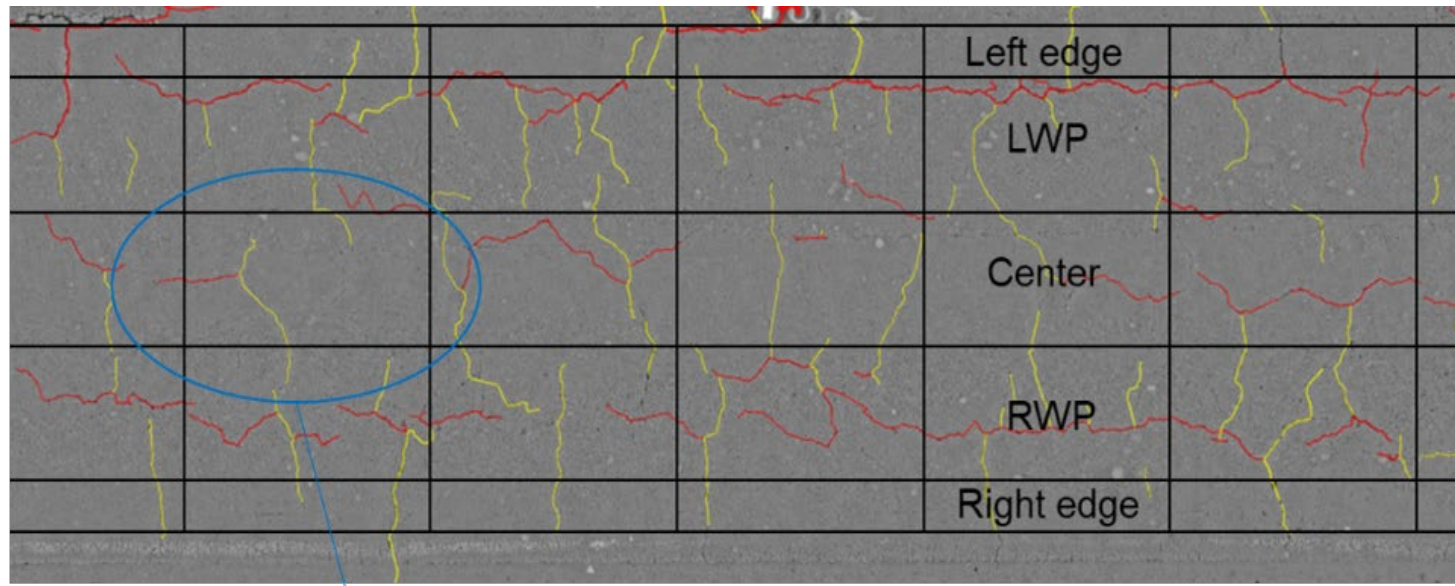 Left edge
LWP
Center
RWP
Right edge